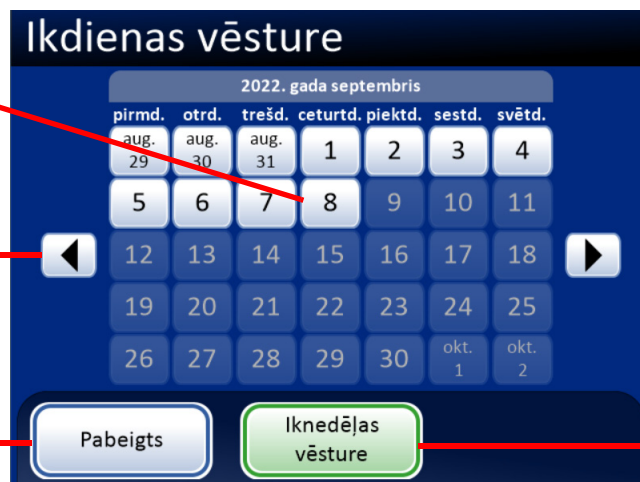 Ikdienas vēsture
2022. gada septembris
pirmd. otrd. trešd. ceturtd. piektd. sestd. svētd.
aug. 29 aug. 30 aug. 31 1 2 3 4
5 6 7 8 9 10 11
12 13 14 15 16 17 18
19 20 21 22 23 24 25
26 27 28 29 30 okt. 1 okt. 2
Pabeigts
Iknedēļas
vēsture